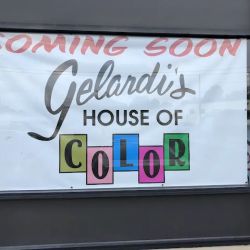 COMING SOON
Gelardi's
HOUSE OF
COLOR